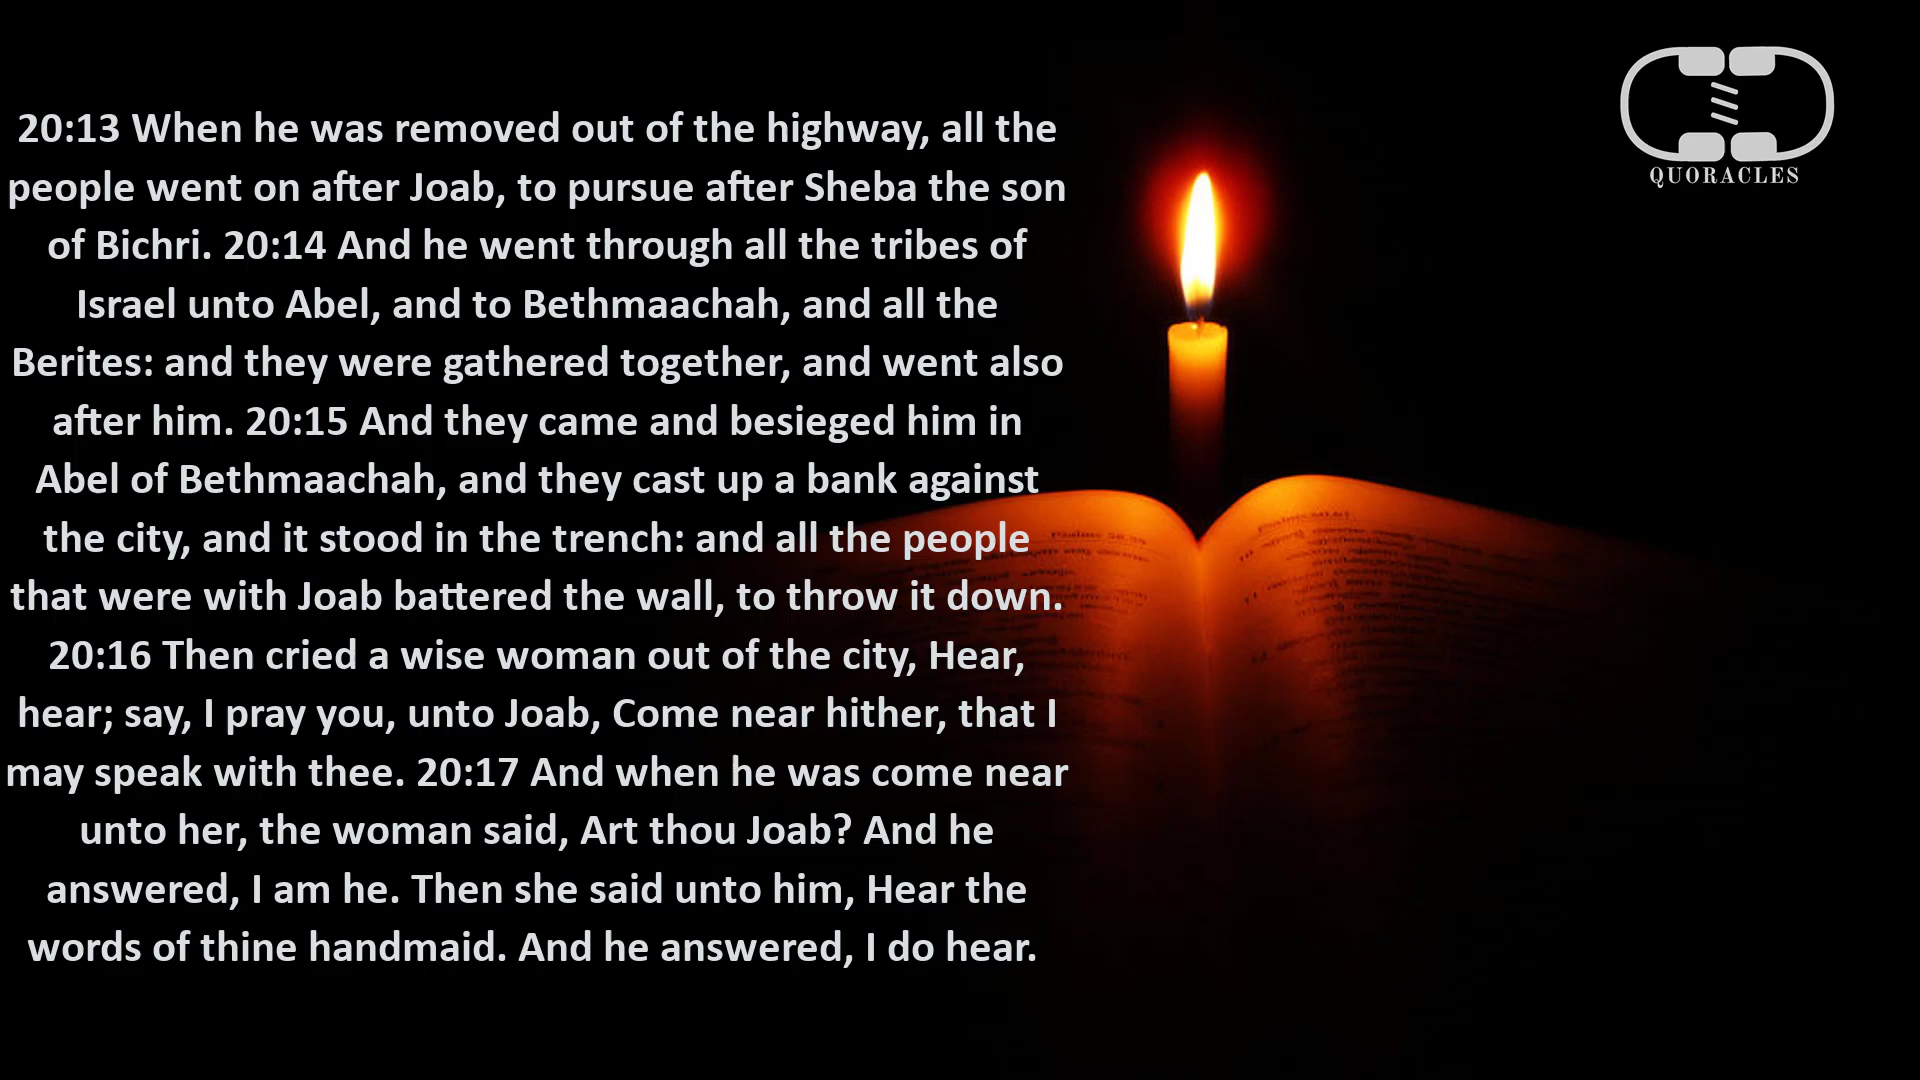 20:13 When he was removed out of the highway, all the
people went on after Joab, to pursue after Sheba the son
of Bichri. 20:14 And he went through all the tribes of
Israel unto Abel, and to Bethmaachah, and all the
Berites: and they were gathered together, and went also
after him. 20:15 And they came and besieged him in
Abel of Bethmaachah, and they cast up a bank against
the city, and it stood in the trench: and all the people
that were with Joab battered the wall, to throw it down.
20:16 Then cried a wise woman out of the city, Hear,
hear; say, I pray you, unto Joab, Come near hither, that I
may speak with thee. 20:17 And when he was come near
unto her, the woman said, Art thou Joab? And he
answered, I am he. Then she said unto him, Hear the
words of thine handmaid. And he answered, I do hear.
QUORACLES